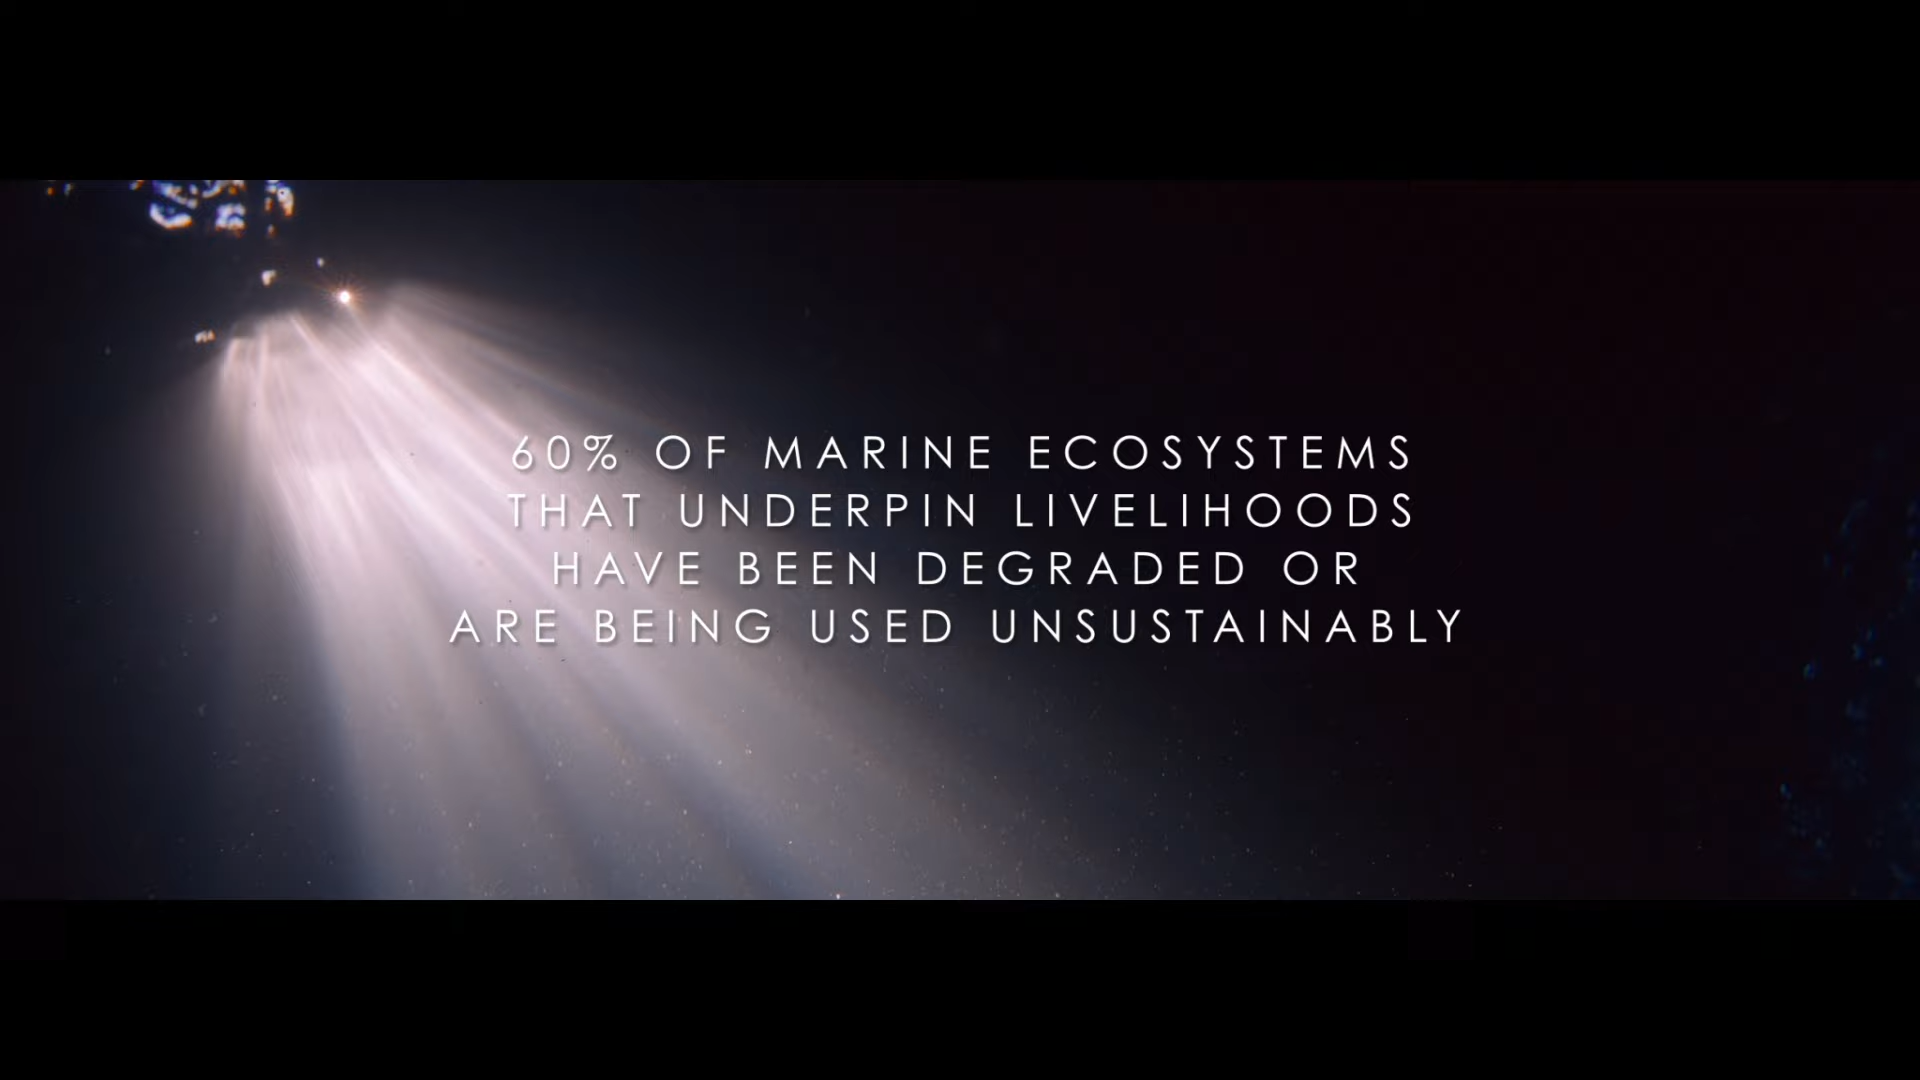 60% OF MARINE ECOSYSTEMS
THAT UNDERPIN LIVELIHOODS
HAVE BEEN DEGRADED OR
ARE BEING USED UNSUSTAINABLY